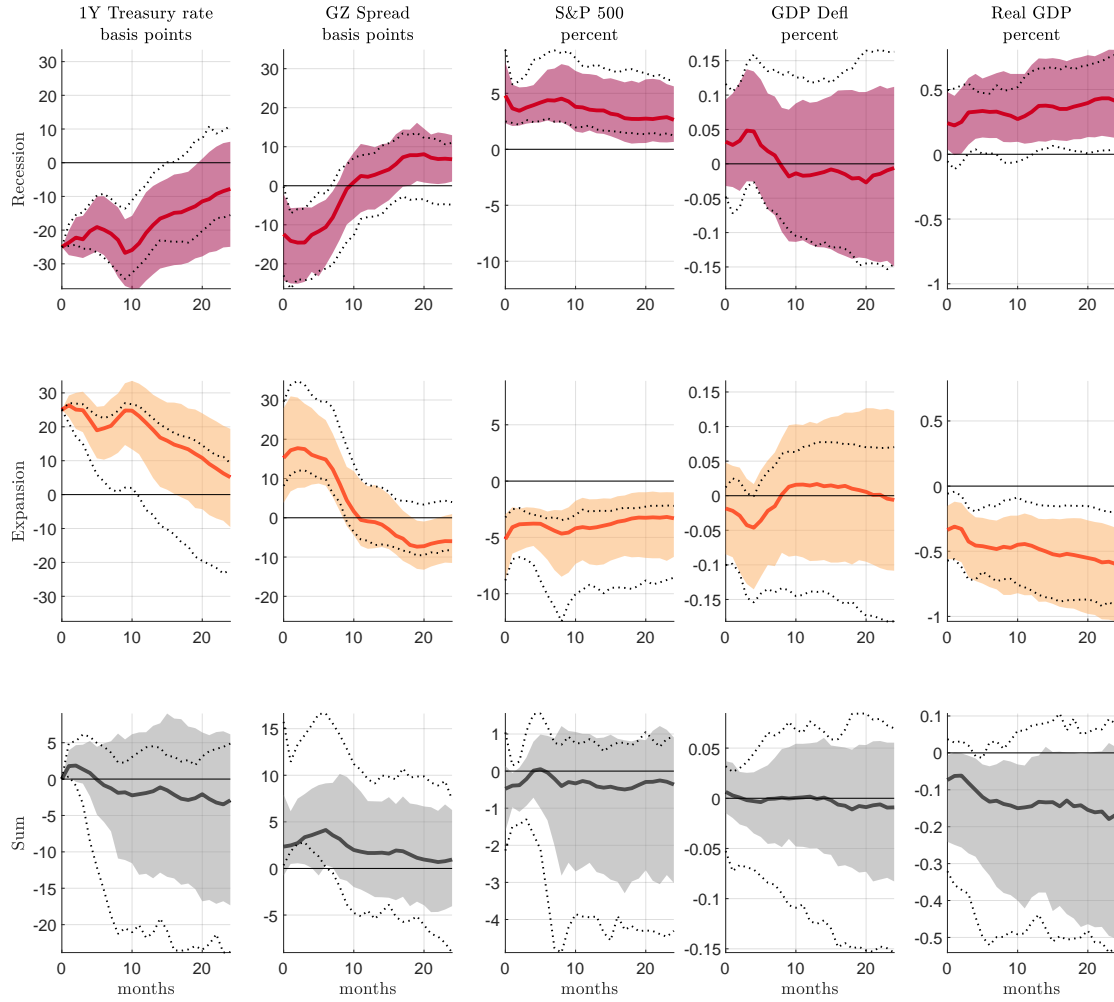 1Y Treasury rate
basis points
GZ Spread
basis points
S&P 500
percent
GDP Defl
percent
Real GDP
percent
Recession
30
20
10
0
-10
-20
-30
0 10 20
30
20
10
0
-10
-20
0 10 20
5
0
-5
-10
0 10 20
0.15
0.1
0.05
0
-0.05
-0.1
-0.15
0 10 20
0.5
0
-0.5
-1
0 10 20
Expansion
30
20
10
0
-10
-20
-30
0 10 20
30
20
10
0
-10
-20
0 10 20
5
0
-5
-10
0 10 20
0.15
0.1
0.05
0
-0.05
-0.1
-0.15
0 10 20
0.5
0
-0.5
-1
0 10 20
Sum
5
0
-5
-10
-15
-20
0 10 20
months
15
10
5
0
-5
0 10 20
months
1
0
-1
-2
-3
-4
0 10 20
months
0.05
0
-0.05
-0.1
-0.15
0 10 20
months
0.1
0
-0.1
-0.2
-0.3
-0.4
-0.5
0 10 20
months